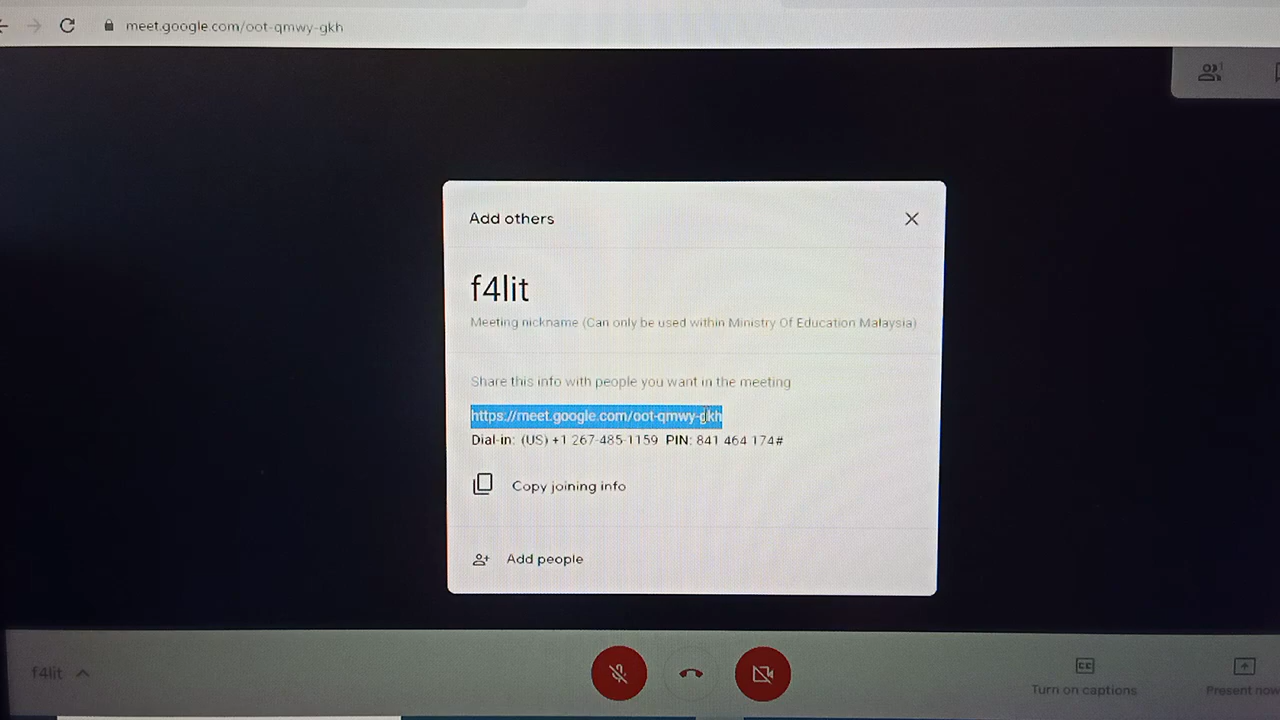 meet.google.com/oot-qmwy-gkh
1
Add others
f4lit
Meeting nickname (Can only be used within Ministry Of Education Malaysia)
Share this info with people you want in the meeting
https://meet.google.com/oot-qmwy-gkh
Dial-in: (US) +1 267-485-1159 PIN: 841 464 174#
Copy joining info
Add people
f4lit
CC
Turn on captions
Present now